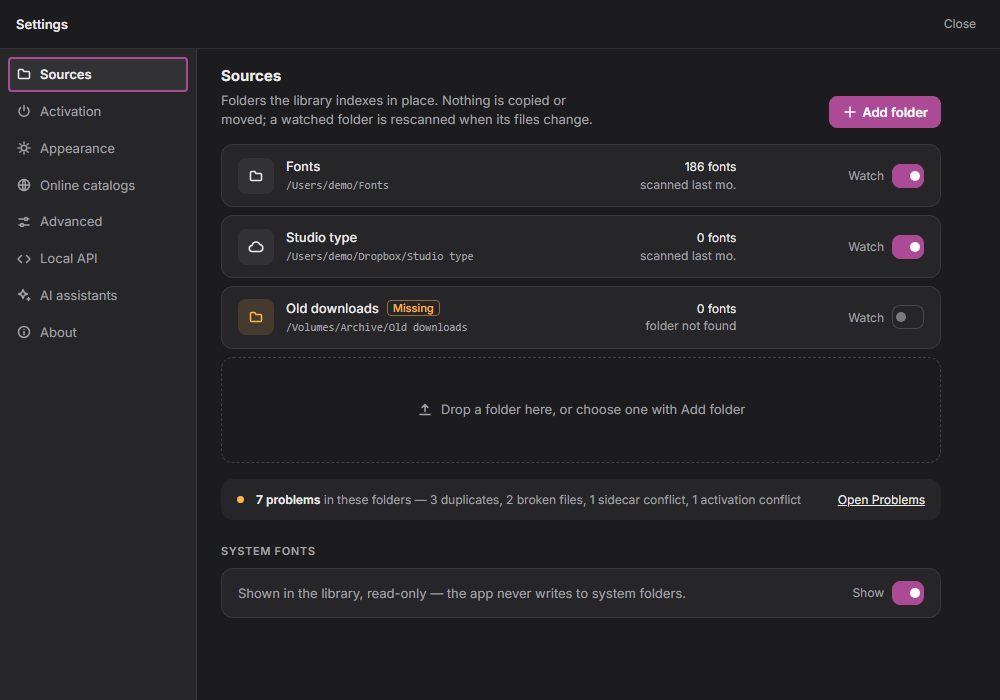 Settings
Close
Sources
Activation
Appearance
Online catalogs
Advanced
Local API
AI assistants
About
Sources
Folders the library indexes in place. Nothing is copied or
moved; a watched folder is rescanned when its files change.
Add folder
Fonts
/Users/demo/Fonts
186 fonts
scanned last mo.
Watch
Studio type
/Users/demo/Dropbox/Studio type
0 fonts
scanned last mo.
Watch
Old downloads Missing
/Volumes/Archive/Old downloads
0 fonts
folder not found
Watch
Drop a folder here, or choose one with Add folder
7 problems in these folders — 3 duplicates, 2 broken files, 1 sidecar conflict, 1 activation conflict
Open Problems
SYSTEM FONTS
Shown in the library, read-only — the app never writes to system folders.
Show